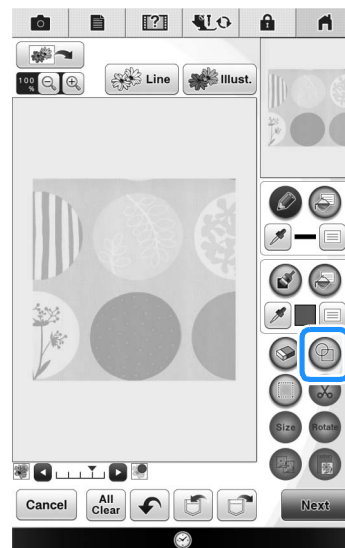 ?
100
%
Line
Illust.
Size
Rotate
Cancel
All
Clear
Next